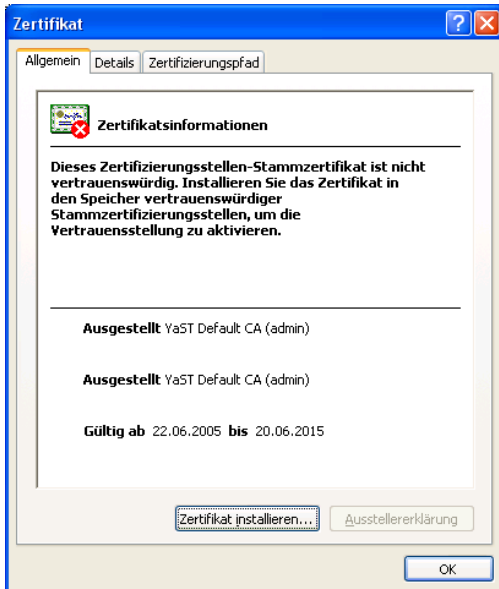 Zertifikat
Allgemein Details Zertifizierungspfad
Zertifikatsinformationen
Dieses Zertifizierungsstellen-Stammzertifikat ist nicht
vertrauenswürdig. Installieren Sie das Zertifikat in
den Speicher vertrauenswürdiger
Stammzertifizierungsstellen, um die
Vertrauensstellung zu aktivieren.
Ausgestellt YaST Default CA (admin)
Ausgestellt YaST Default CA (admin)
Gültig ab 22.06.2005 bis 20.06.2015
Zertifikat installieren... Ausstellererklärung
OK